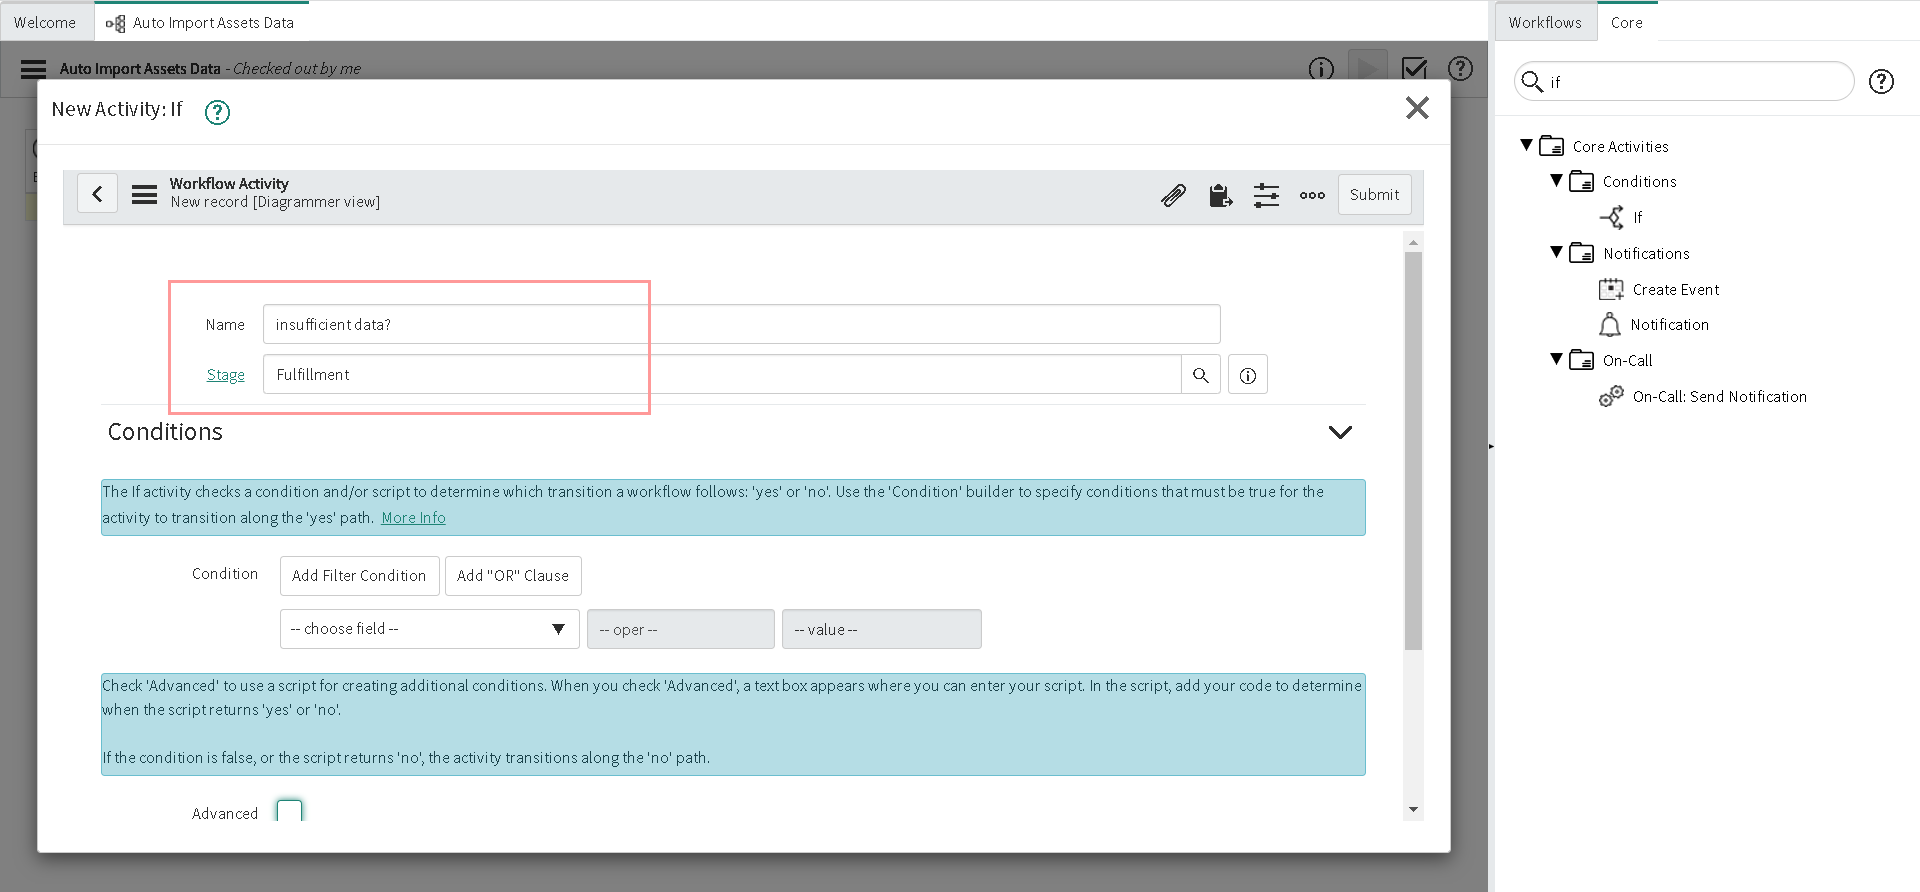 Welcome
Auto Import Assets Data
Auto Import Assets Data - Checked out by me
New Activity: If
Workflow Activity
New record [Diagrammer view]
Submit
Name
insufficient data?
Stage
Fulfillment
Conditions
The If activity checks a condition and/or script to determine which transition a workflow follows: 'yes' or 'no'. Use the 'Condition' builder to specify conditions that must be true for the
activity to transition along the 'yes' path. More Info
Condition
Add Filter Condition
Add "OR" Clause
-- choose field --
-- oper --
-- value --
Check 'Advanced' to use a script for creating additional conditions. When you check 'Advanced', a text box appears where you can enter your script. In the script, add your code to determine
when the script returns 'yes' or 'no'.
If the condition is false, or the script returns 'no', the activity transitions along the 'no' path.
Advanced
Workflows
Core
if
Core Activities
Conditions
If
Notifications
Create Event
Notification
On-Call
On-Call: Send Notification